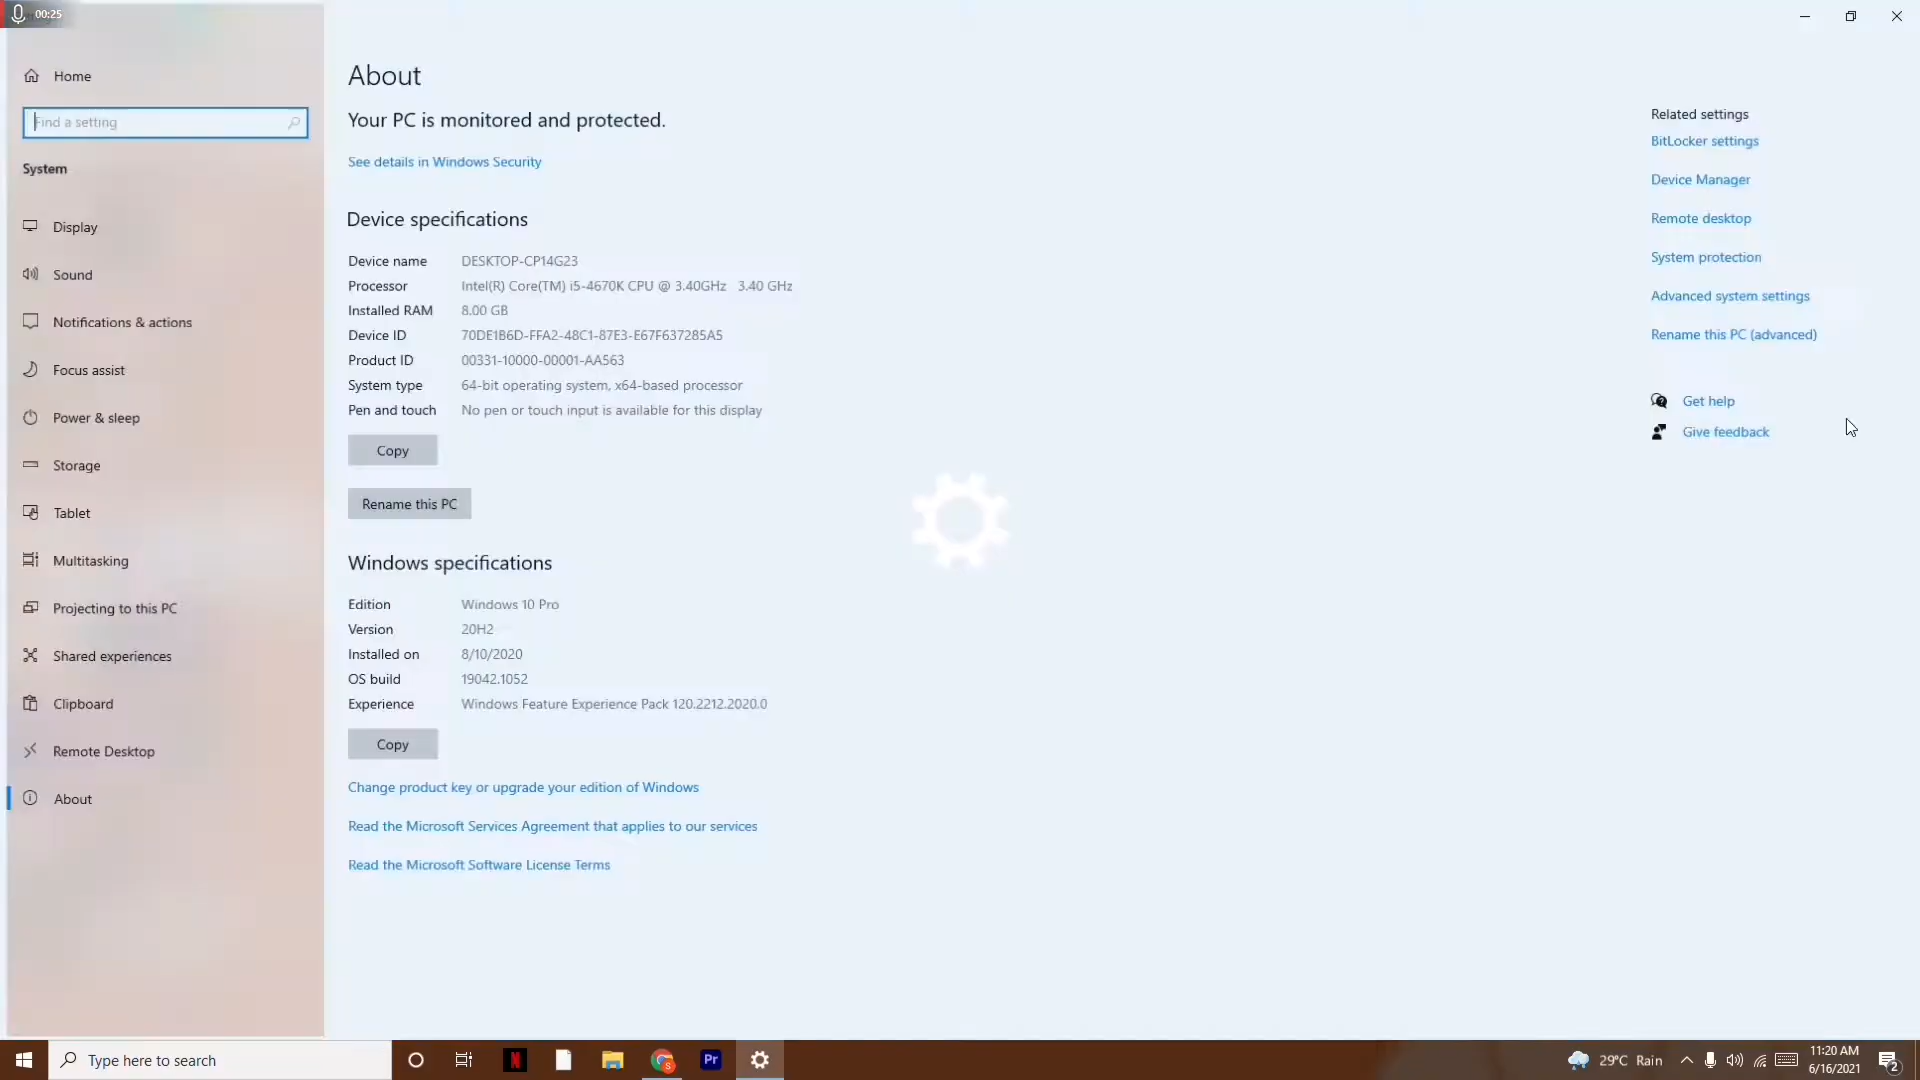 00:25
Home
Find a setting
System
Display
Sound
Notifications & actions
Focus assist
Power & sleep
Storage
Tablet
Multitasking
Projecting to this PC
Shared experiences
Clipboard
Remote Desktop
About
About
Your PC is monitored and protected.
See details in Windows Security
Device specifications
Device name DESKTOP-CP14G23
Processor Intel(R) Core(TM) i5-4670K CPU @ 3.40GHz 3.40 GHz
Installed RAM 8.00 GB
Device ID 70DE1B6D-FFA2-48C1-87E3-E67F637285A5
Product ID 00331-10000-00001-AA563
System type 64-bit operating system, x64-based processor
Pen and touch No pen or touch input is available for this display
Copy
Rename this PC
Windows specifications
Edition Windows 10 Pro
Version 20H2
Installed on 8/10/2020
OS build 19042.1052
Experience Windows Feature Experience Pack 120.2212.2020.0
Copy
Change product key or upgrade your edition of Windows
Read the Microsoft Services Agreement that applies to our services
Read the Microsoft Software License Terms
Related settings
BitLocker settings
Device Manager
Remote desktop
System protection
Advanced system settings
Rename this PC (advanced)
Get help
Give feedback
Type here to search
N
S
Pr
29°C Rain
11:20 AM
6/16/2021
2